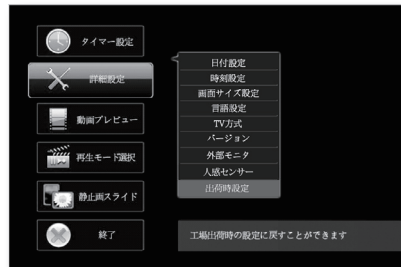 タイマー設定
詳細設定
動画プレビュー
再生モード選択
静止画スライド
終了
日付設定
時刻設定
画面サイズ設定
言語設定
TV方式
バージョン
外部モニタ
人感センサー
出荷時設定
工場出荷時の設定に戻すことができます